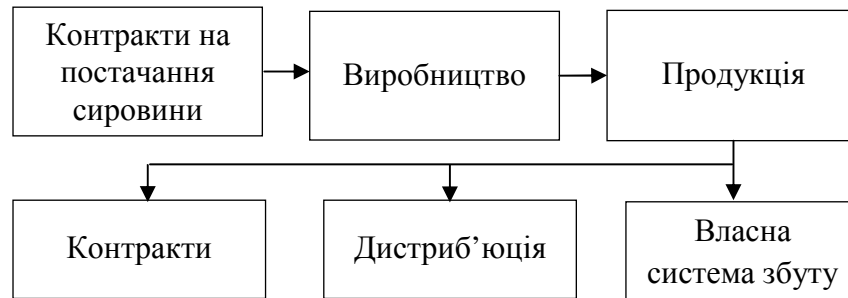 Контракти на
постачання
сировини
Виробництво
Продукція
Контракти
Дистриб’юція
Власна
система збуту